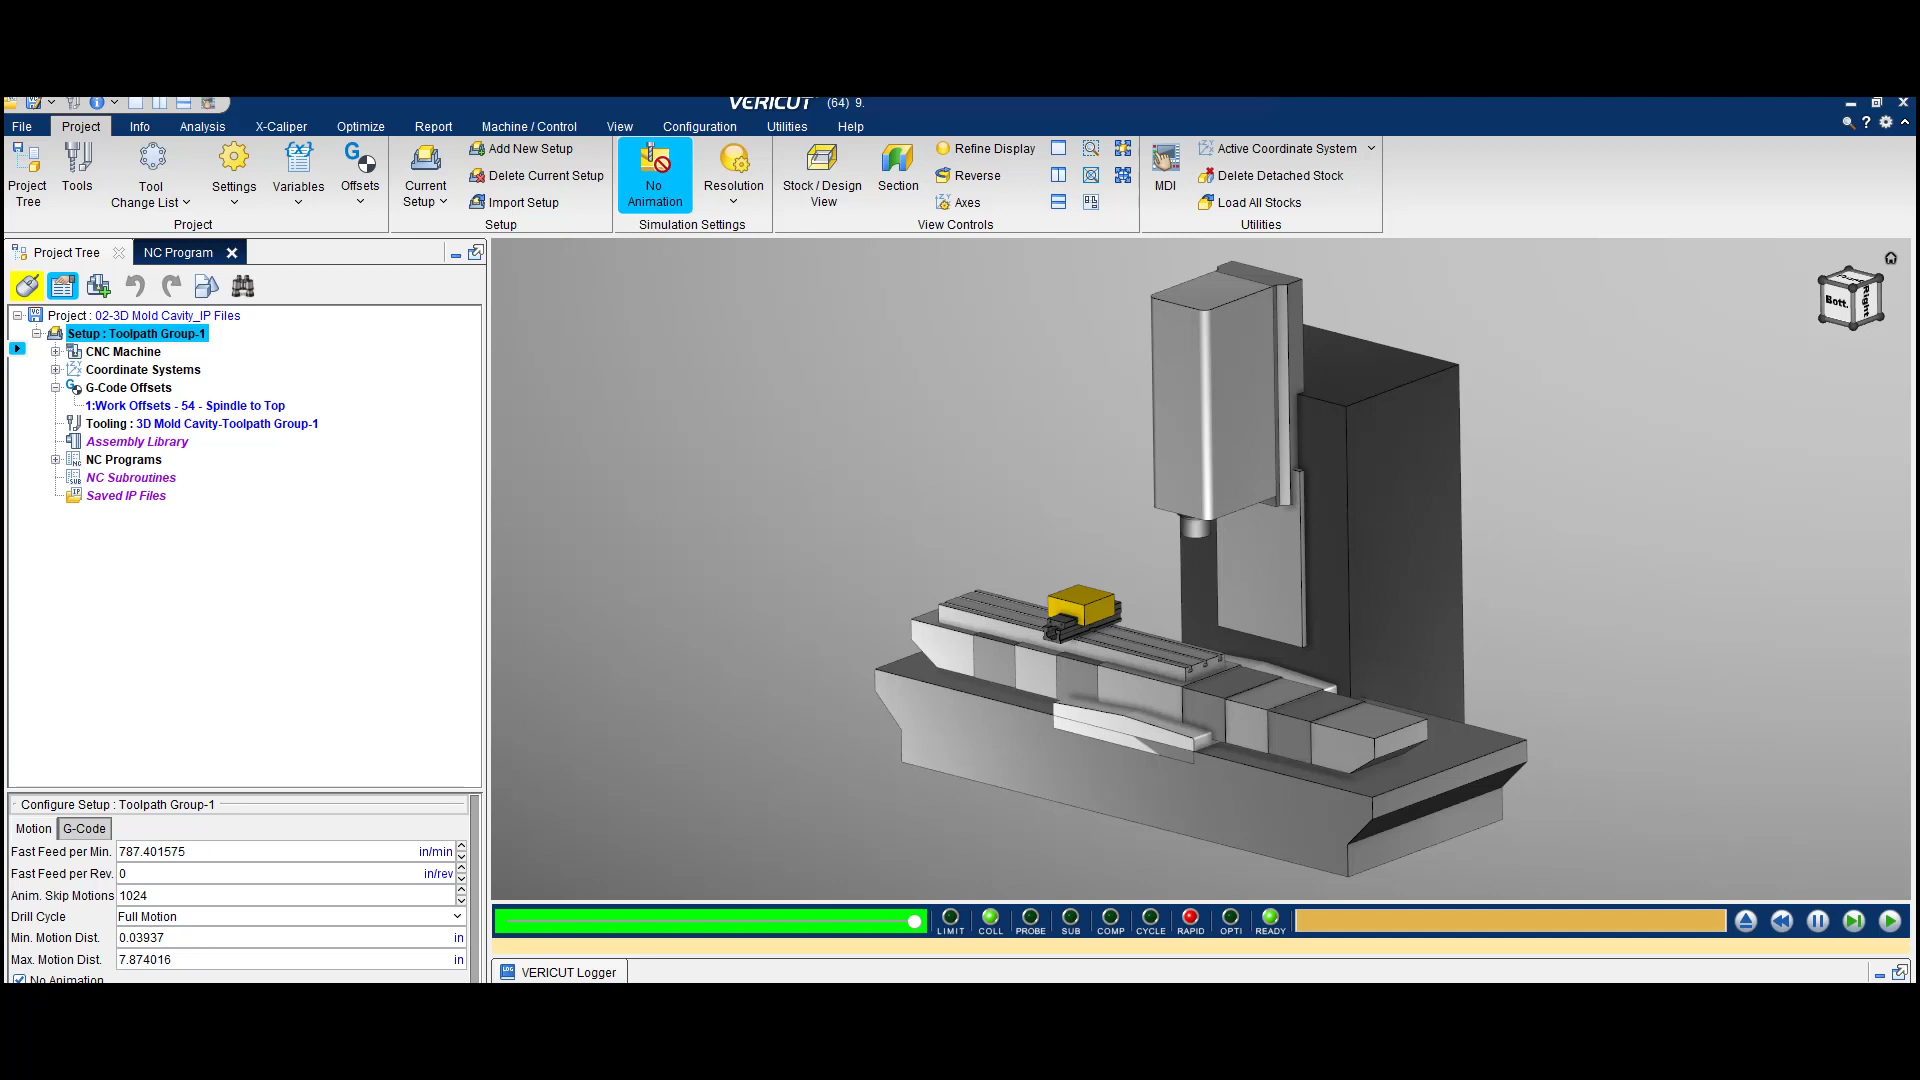 VERICUT (64) 9.
File Project Info Analysis X-Caliper Optimize Report Machine / Control View Configuration Utilities Help
Project Tree
Tools
Tool Change List
Settings
Variables
Offsets
Project
Current Setup
Add New Setup
Delete Current Setup
Import Setup
Setup
No Animation
Resolution
Simulation Settings
Stock / Design View
Section
Refine Display
Reverse
Axes
View Controls
MDI
Active Coordinate System
Delete Detached Stock
Load All Stocks
Utilities
Project Tree
NC Program
Project : 02-3D Mold Cavity_IP Files
Setup : Toolpath Group-1
CNC Machine
Coordinate Systems
G-Code Offsets
1:Work Offsets - 54 - Spindle to Top
Tooling : 3D Mold Cavity-Toolpath Group-1
Assembly Library
NC Programs
NC Subroutines
Saved IP Files
Configure Setup : Toolpath Group-1
Motion G-Code
Fast Feed per Min. 787.401575 in/min
Fast Feed per Rev. 0 in/rev
Anim. Skip Motions 1024
Drill Cycle Full Motion
Min. Motion Dist. 0.03937 in
Max. Motion Dist. 7.874016 in
No Animation
Bott.
Right
LIMIT COLL PROBE SUB COMP CYCLE RAPID OPTI READY
VERICUT Logger